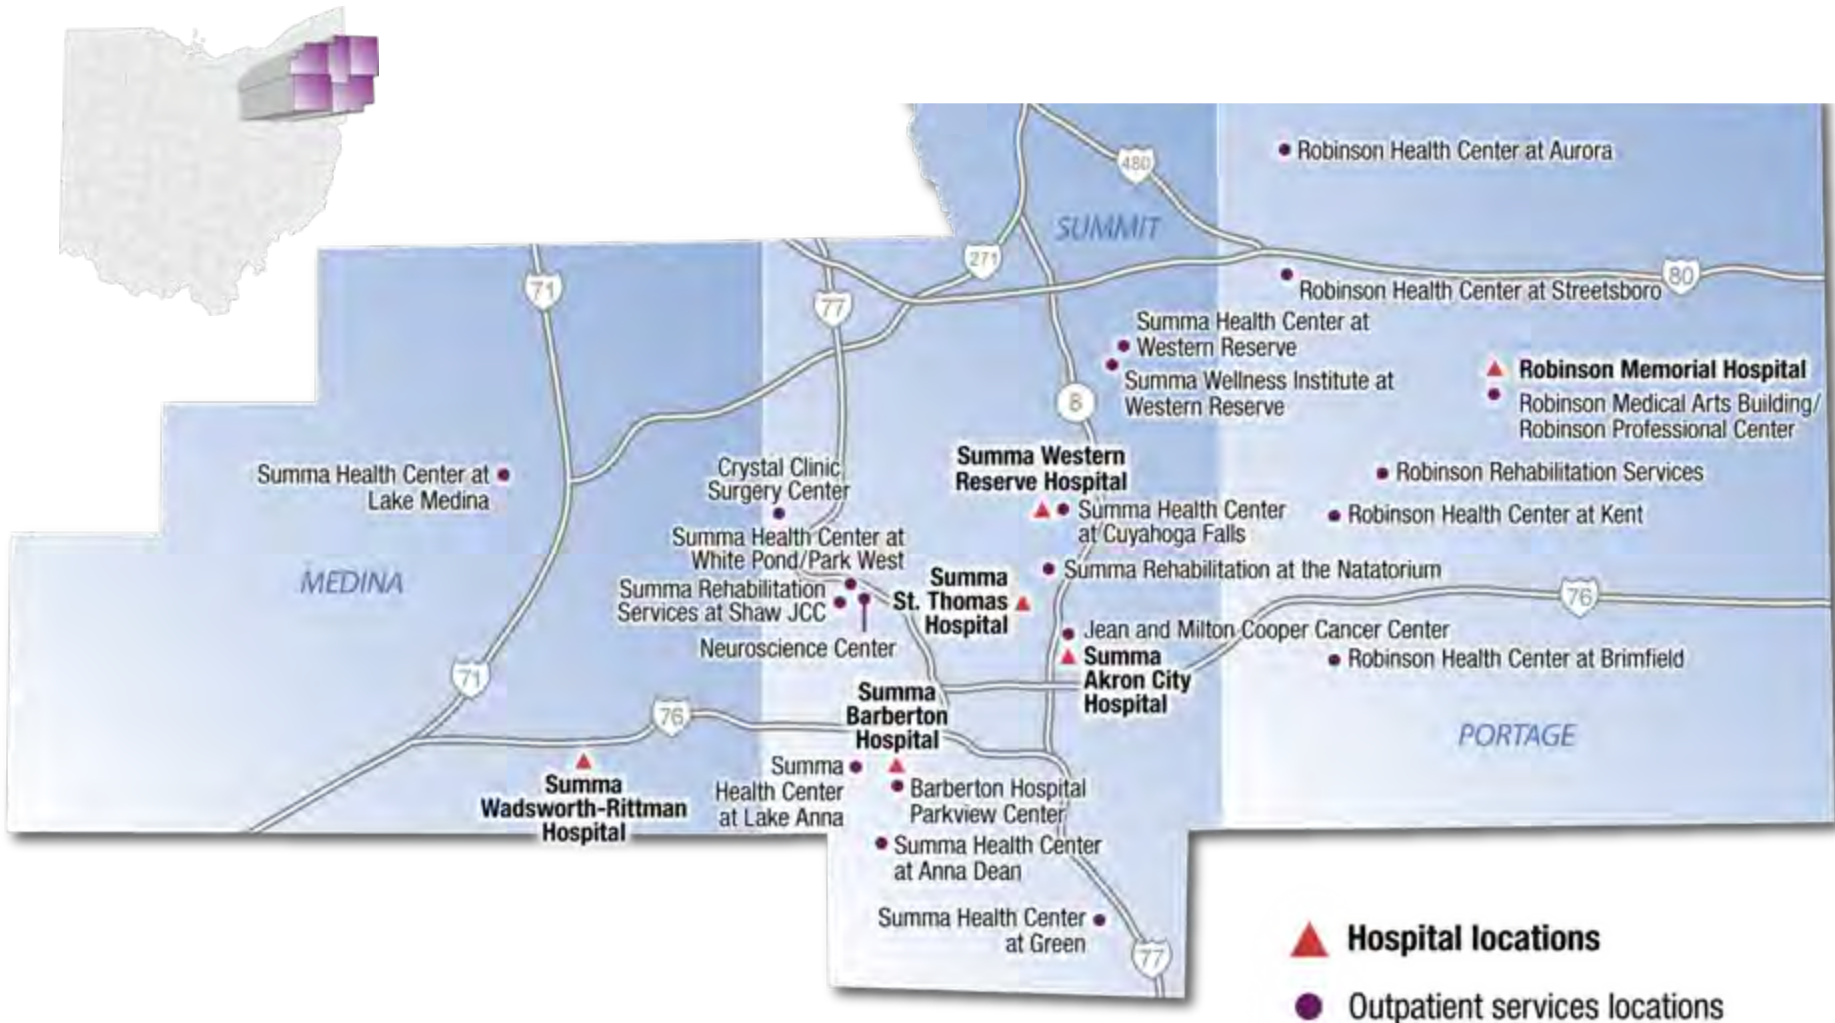 480
Robinson Health Center at Aurora
SUMMIT
271
71
77
80
Robinson Health Center at Streetsboro
Summa Health Center at
Western Reserve
Summa Wellness Institute at
Western Reserve
8
Robinson Memorial Hospital
Robinson Medical Arts Building/
Robinson Professional Center
Summa Western
Reserve Hospital
Crystal Clinic
Surgery Center
Summa Health Center at
Lake Medina
Robinson Rehabilitation Services
Summa Health Center
at Cuyahoga Falls
Robinson Health Center at Kent
Summa Health Center at
White Pond/Park West
MEDINA
Summa Rehabilitation
Services at Shaw JCC
Summa
St. Thomas
Hospital
Summa Rehabilitation at the Natatorium
76
Neuroscience Center
Jean and Milton Cooper Cancer Center
Summa
Akron City
Hospital
Robinson Health Center at Brimfield
71
76
Summa
Barberton
Hospital
PORTAGE
Summa
Wadsworth-Rittman
Hospital
Summa
Health Center
at Lake Anna
Barberton Hospital
Parkview Center
Summa Health Center
at Anna Dean
Summa Health Center
at Green
77
Hospital locations
Outpatient services locations